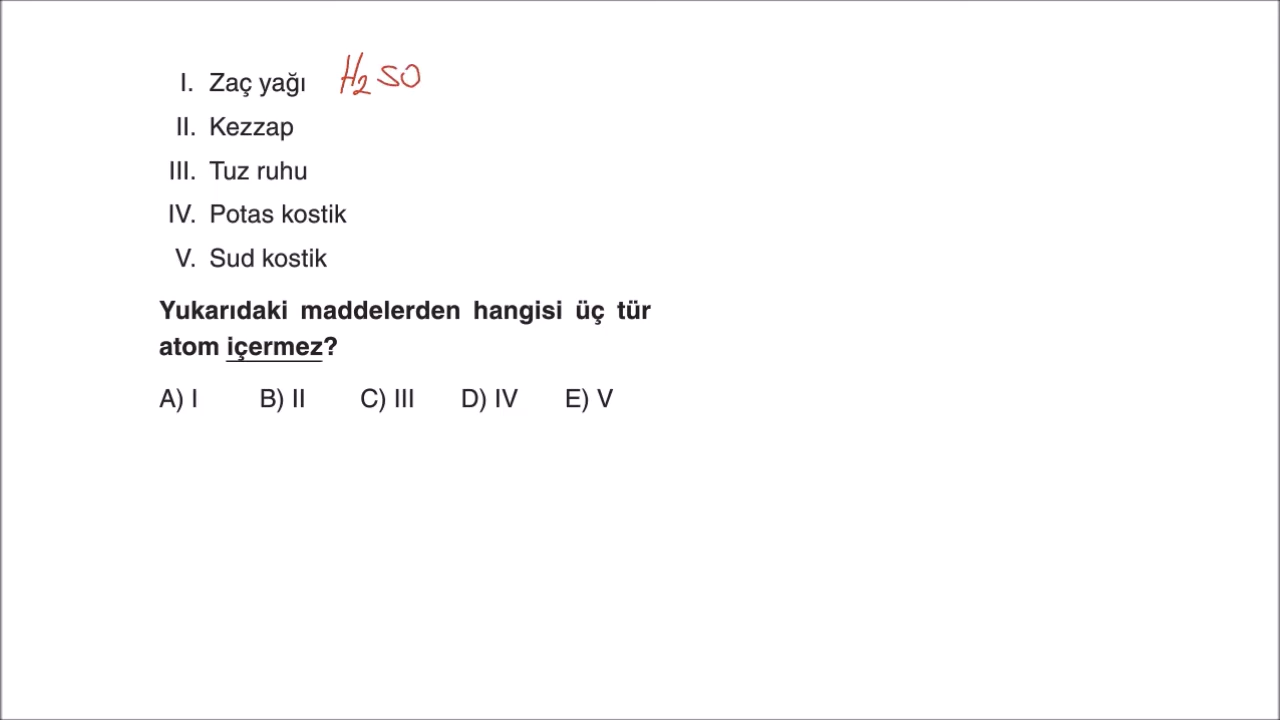 I. Zaç yağı H₂SO
II. Kezzap
III. Tuz ruhu
IV. Potas kostik
V. Sud kostik
Yukarıdaki maddelerden hangisi üç tür
atom içermez?
A) I B) II C) III D) IV E) V